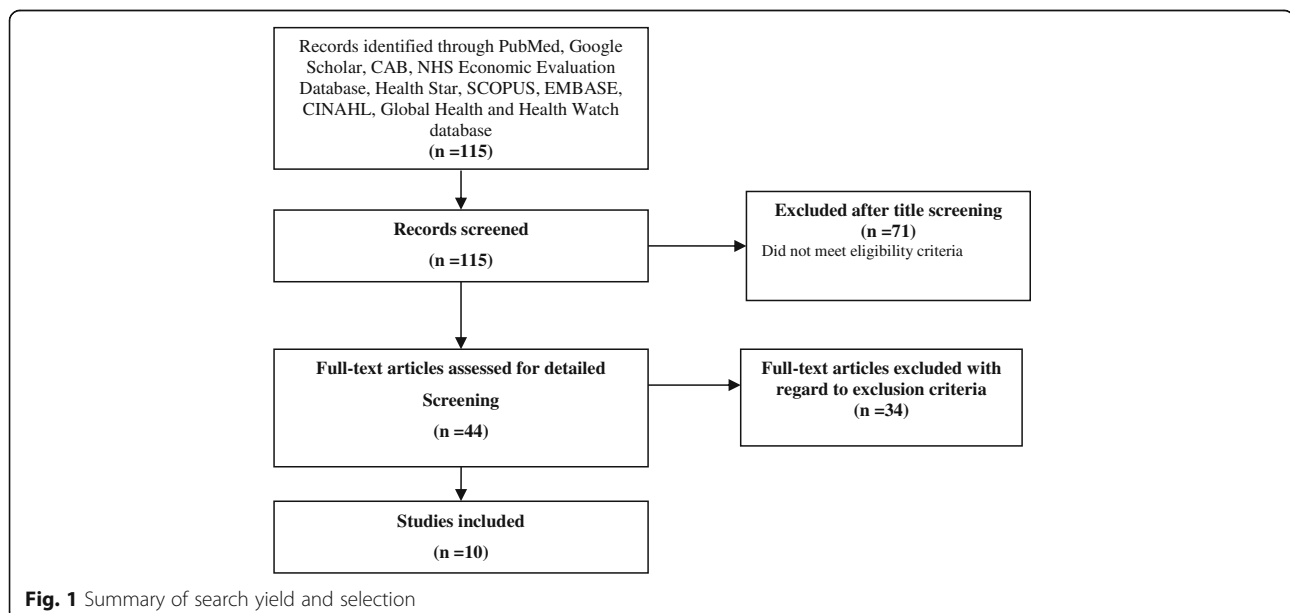 Records identified through PubMed, Google
Scholar, CAB, NHS Economic Evaluation
Database, Health Star, SCOPUS, EMBASE,
CINAHL, Global Health and Health Watch
database
(n =115)
Records screened
(n =115)
Excluded after title screening
(n =71)
Did not meet eligibility criteria
Full-text articles assessed for detailed
Screening
(n =44)
Full-text articles excluded with
regard to exclusion criteria
(n =34)
Studies included
(n =10)
Fig. 1 Summary of search yield and selection